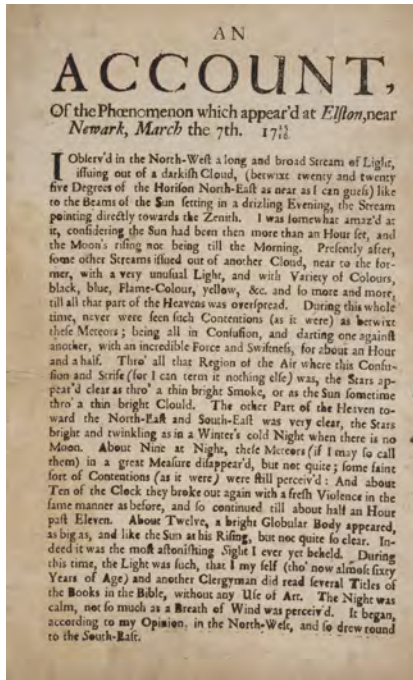 AN
ACCOUNT,
Of the Phœnomenon which appear'd at Elſton, near
Newark, March the 7th. 17 15/16.
I Obſerv'd in the North-Weſt a long and broad Stream of Light,
iſſuing out of a darkiſh Cloud, (betwixt twenty and twenty
five Degrees of the Horiſon North-Eaſt as near as I can gueſs) like
to the Beams of the Sun ſetting in a drizling Evening, the Stream
pointing directly towards the Zenith. I was ſomewhat amaz'd at
it, conſidering the Sun had been then more than an Hour ſet, and
the Moon's riſing not being till the Morning. Preſently after,
ſome other Streams iſſued out of another Cloud, near to the for-
mer, with a very unuſual Light, and with Variety of Colours,
black, blue, Flame-Colour, yellow, &c. and ſo more and more,
till all that part of the Heavens was overſpread. During this whole
time, never were ſeen ſuch Contentions (as it were) as betwixt
theſe Meteors; being all in Confuſion, and darting one againſt
another, with an incredible Force and Swiftneſs, for about an Hour
and a half. Thro' all that Region of the Air where this Confu-
ſion and Strife (for I can term it nothing elſe) was, the Stars ap-
pear'd clear as thro' a thin bright Smoke, or as the Sun ſometime
thro' a thin bright Clould. The other Part of the Heaven to-
ward the North-Eaſt and South-Eaſt was very clear, the Stars
bright and twinkling as in a Winter's cold Night when there is no
Moon. About Nine at Night, theſe Meteors (if I may ſo call
them) in a great Meaſure diſappear'd, but not quite; ſome faint
ſort of Contentions (as it were) were ſtill perceiv'd: And about
Ten of the Clock they broke out again with a freſh Violence in the
ſame manner as before, and ſo continued till about half an Hour
paſt Eleven. About Twelve, a bright Globular Body appeared,
as big as, and like the Sun at his Riſing, but not quite ſo clear. In-
deed it was the moſt aſtoniſhing Sight I ever yet beheld. During
this time, the Light was ſuch, that I my ſelf (tho' now almoſt ſixty
Years of Age) and another Clergyman did read ſeveral Titles of
the Books in the Bible, without any Uſe of Art. The Night was
calm, not ſo much as a Breath of Wind was perceiv'd. It began,
according to my Opinion, in the North-Weſt, and ſo drew round
to the South-Eaſt.